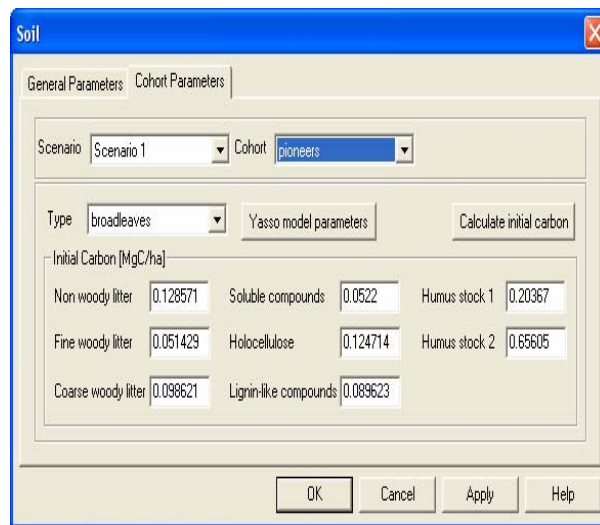 Soil
General Parameters Cohort Parameters
Scenario Scenario 1 Cohort pioneers
Type broadleaves Yasso model parameters Calculate initial carbon
Initial Carbon [MgC/ha]
Non woody litter 0.128571 Soluble compounds 0.0522 Humus stock 1 0.20367
Fine woody litter 0.051429 Holocellulose 0.124714 Humus stock 2 0.65605
Coarse woody litter 0.098621 Lignin-like compounds 0.089623
OK Cancel Apply Help